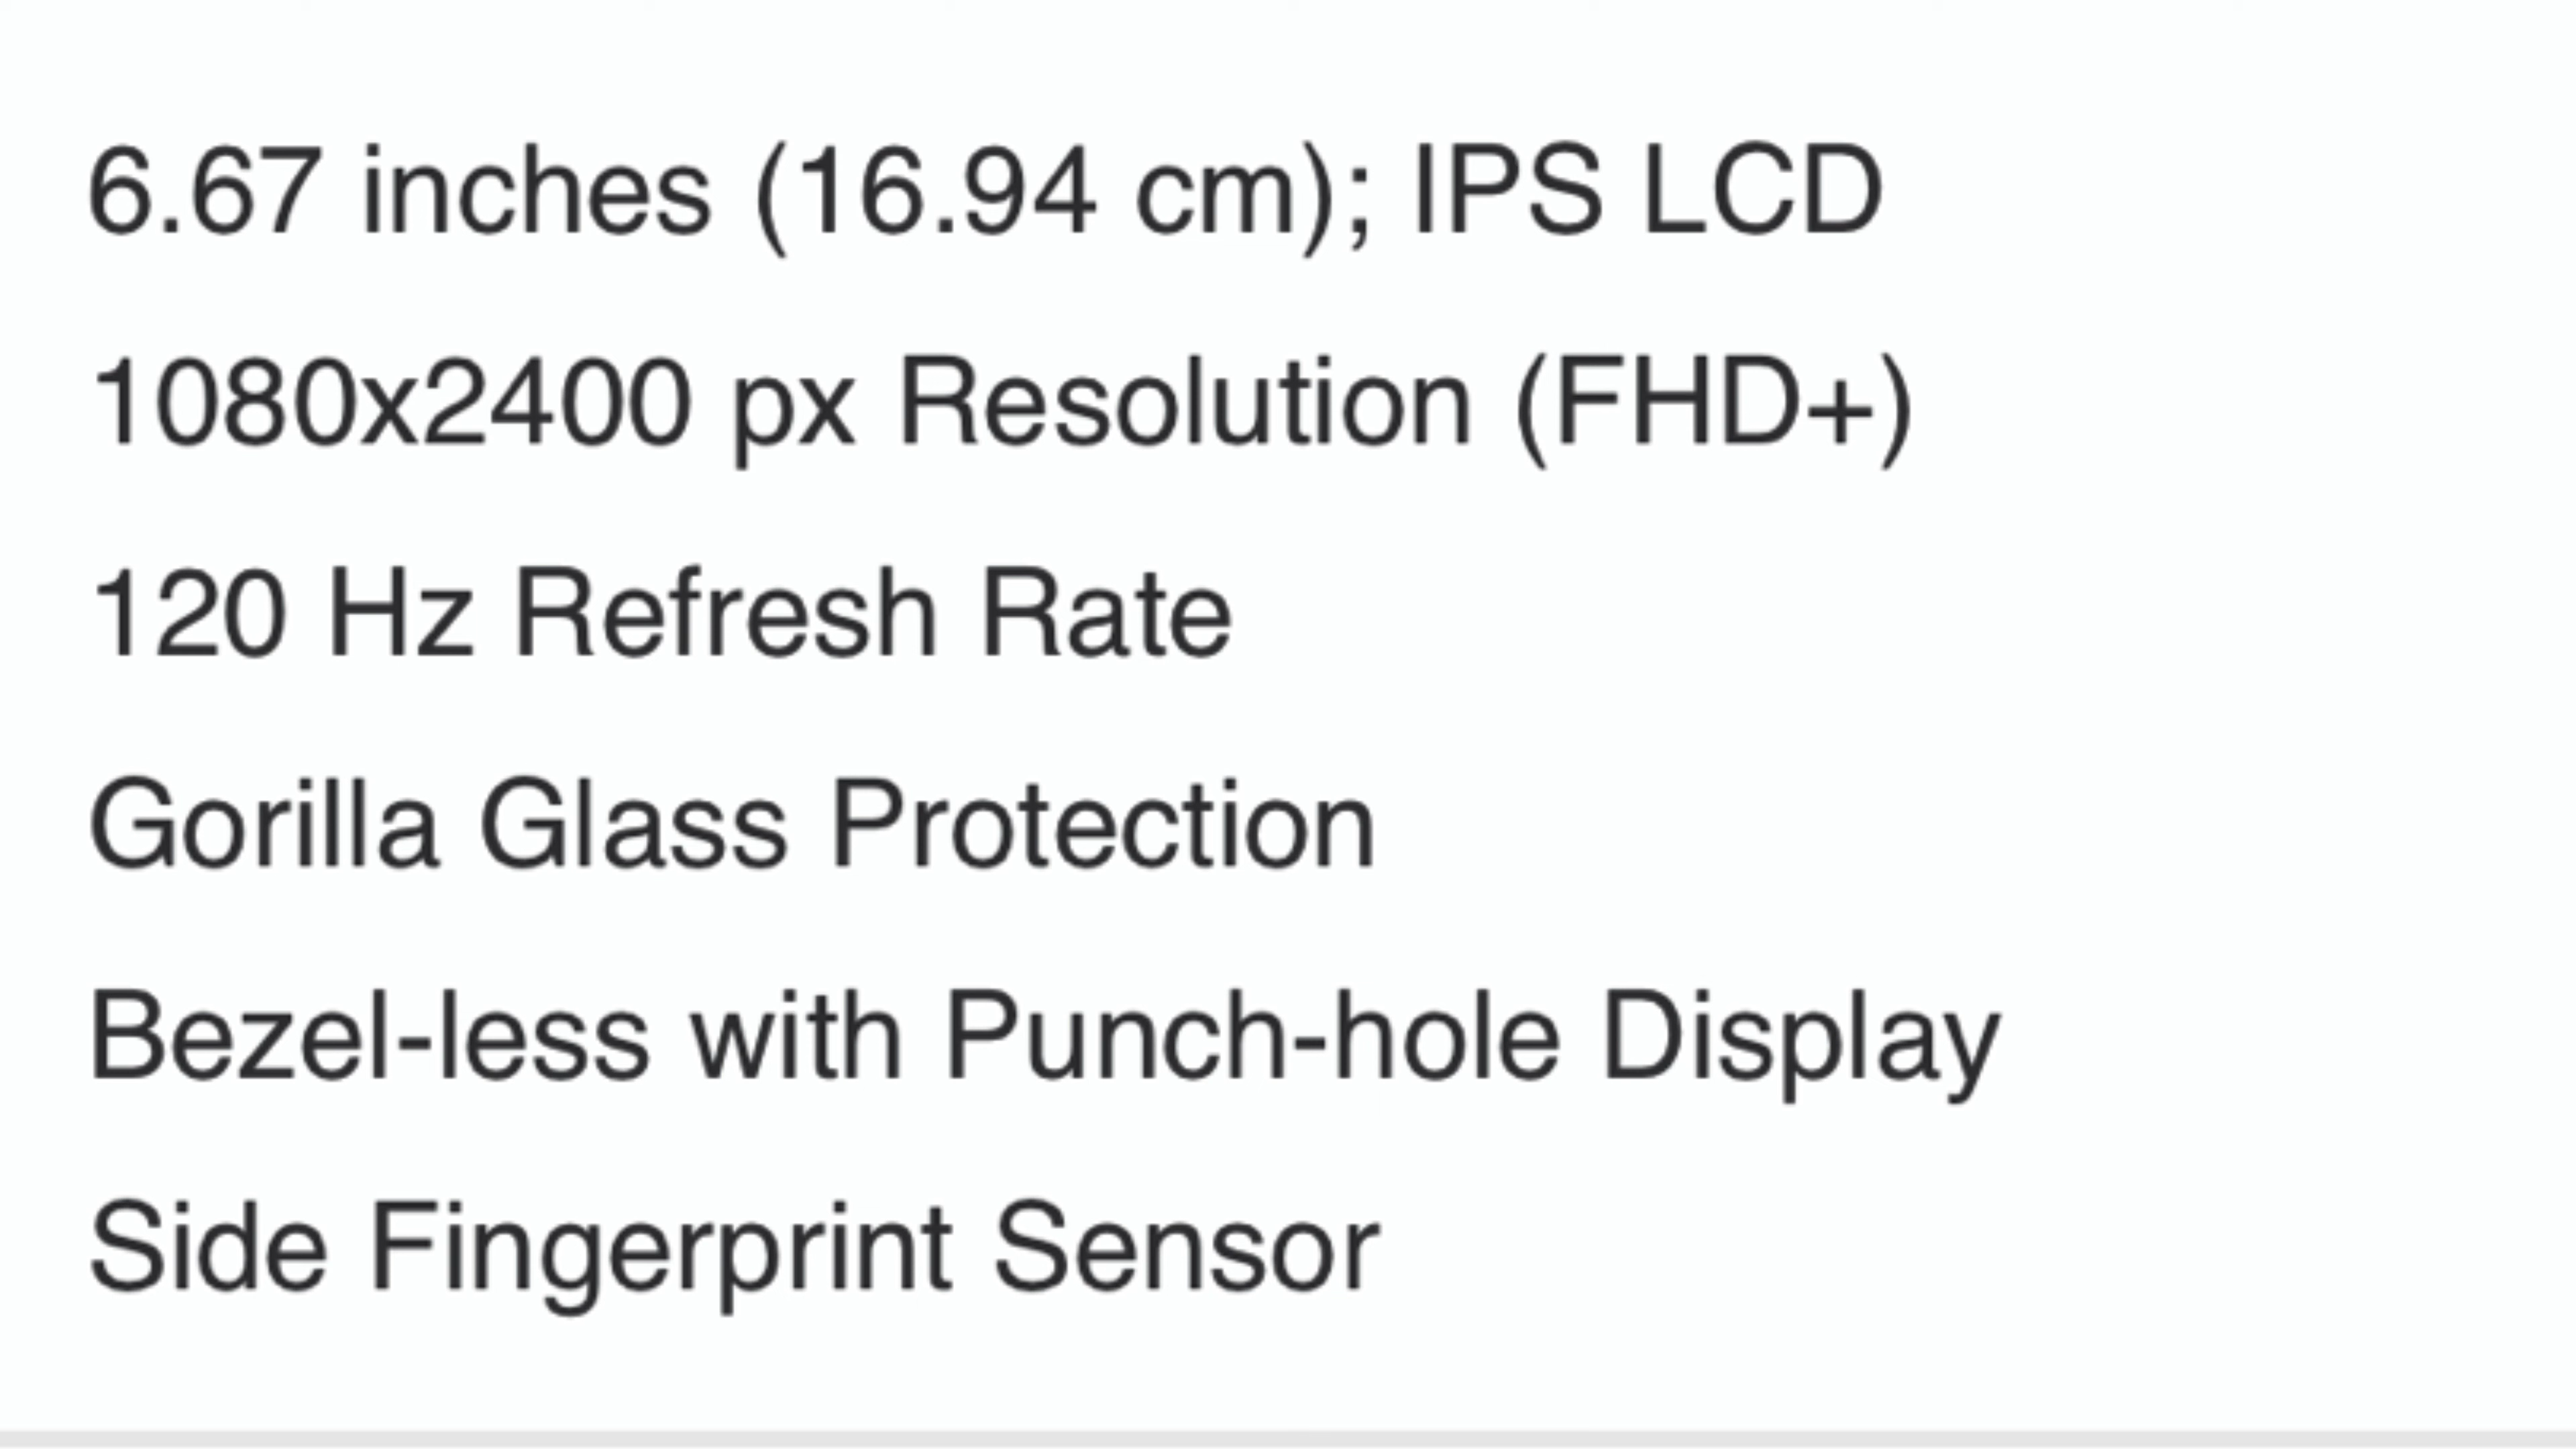 6.67 inches (16.94 cm); IPS LCD
1080x2400 px Resolution (FHD+)
120 Hz Refresh Rate
Gorilla Glass Protection
Bezel-less with Punch-hole Display
Side Fingerprint Sensor